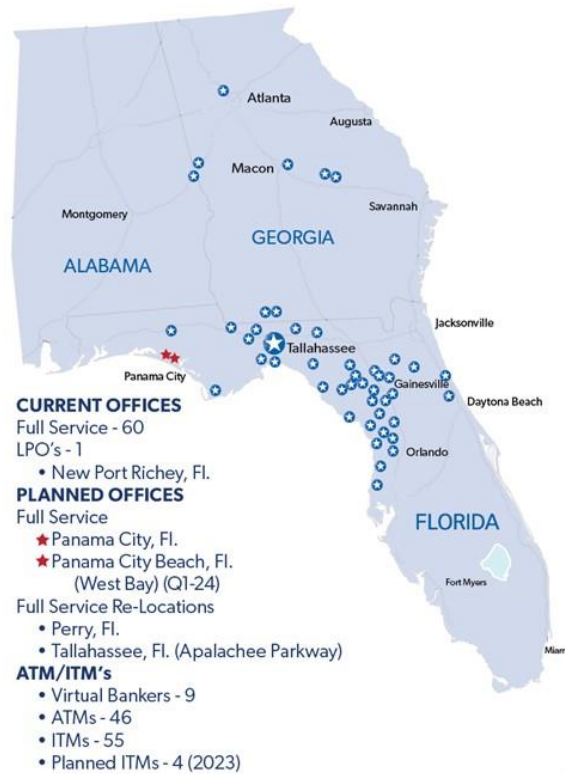 Atlanta
Augusta
Macon
Savannah
Montgomery
GEORGIA
ALABAMA
Jacksonville
Tallahassee
Panama City
Gainesville
Daytona Beach
CURRENT OFFICES
Full Service - 60
LPO's - 1
• New Port Richey, Fl.
Orlando
PLANNED OFFICES
Full Service
Panama City, Fl.
Panama City Beach, Fl.
(West Bay) (Q1-24)
FLORIDA
Fort Myers
Full Service Re-Locations
• Perry, Fl.
• Tallahassee, Fl. (Apalachee Parkway)
Miam
ATM/ITM's
• Virtual Bankers - 9
• ATMs - 46
• ITMs - 55
• Planned ITMs - 4 (2023)